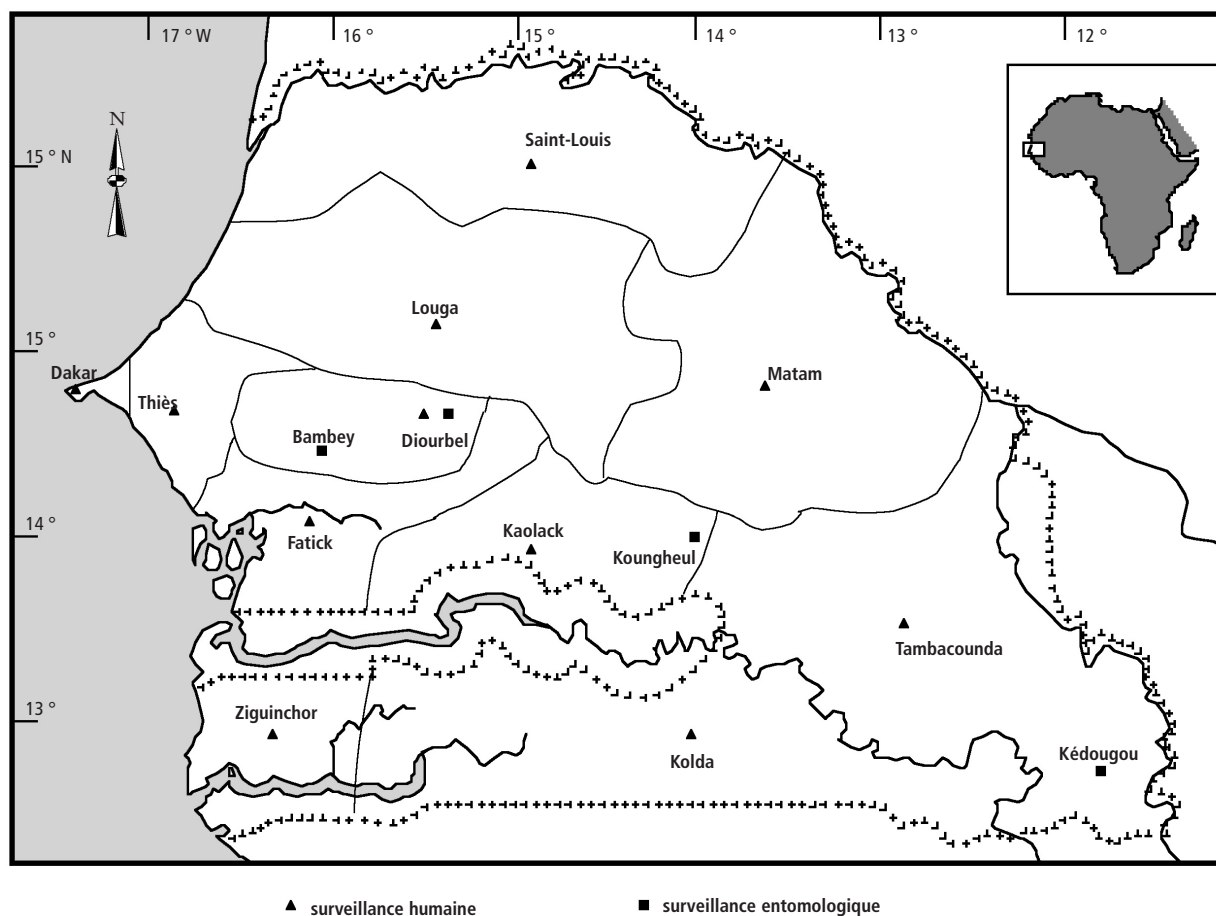 17 ° W 16 ° 15 ° 14 ° 13 ° 12 °
N
15 ° N
Saint-Louis
Louga
15 °
Dakar
Matam
Thiès
Bambey
Diourbel
14 °
Fatick
Kaolack
Koungheul
Tambacounda
13 °
Ziguinchor
Kolda
Kédougou
surveillance humaine
surveillance entomologique